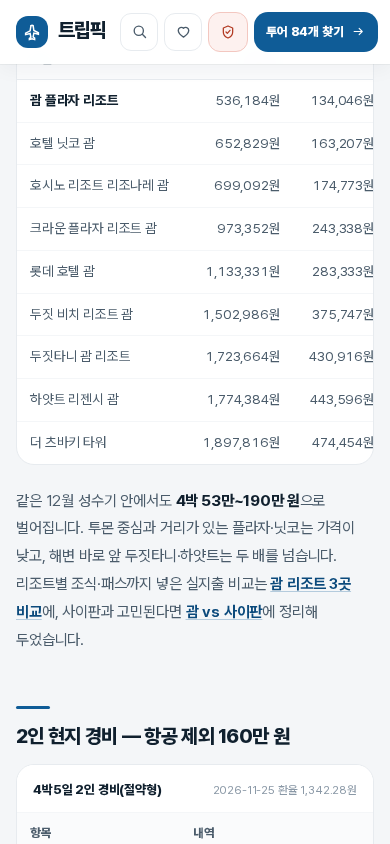 트립픽
투어 84개 찾기 →
괌 플라자 리조트 536,184원 134,046원
호텔 닛코 괌 652,829원 163,207원
호시노 리조트 리조나레 괌 699,092원 174,773원
크라운 플라자 리조트 괌 973,352원 243,338원
롯데 호텔 괌 1,133,331원 283,333원
두짓 비치 리조트 괌 1,502,986원 375,747원
두짓타니 괌 리조트 1,723,664원 430,916원
하얏트 리젠시 괌 1,774,384원 443,596원
더 츠바키 타워 1,897,816원 474,454원
같은 12월 성수기 안에서도 4박 53만~190만 원으로
벌어집니다. 투몬 중심과 거리가 있는 플라자·닛코는 가격이
낮고, 해변 바로 앞 두짓타니·하얏트는 두 배를 넘습니다.
리조트별 조식·패스까지 넣은 실지출 비교는 괌 리조트 3곳
비교에, 사이판과 고민된다면 괌 vs 사이판에 정리해
두었습니다.
2인 현지 경비 — 항공 제외 160만 원
4박5일 2인 경비(절약형) 2026-11-25 환율 1,342.28원
항목 내역